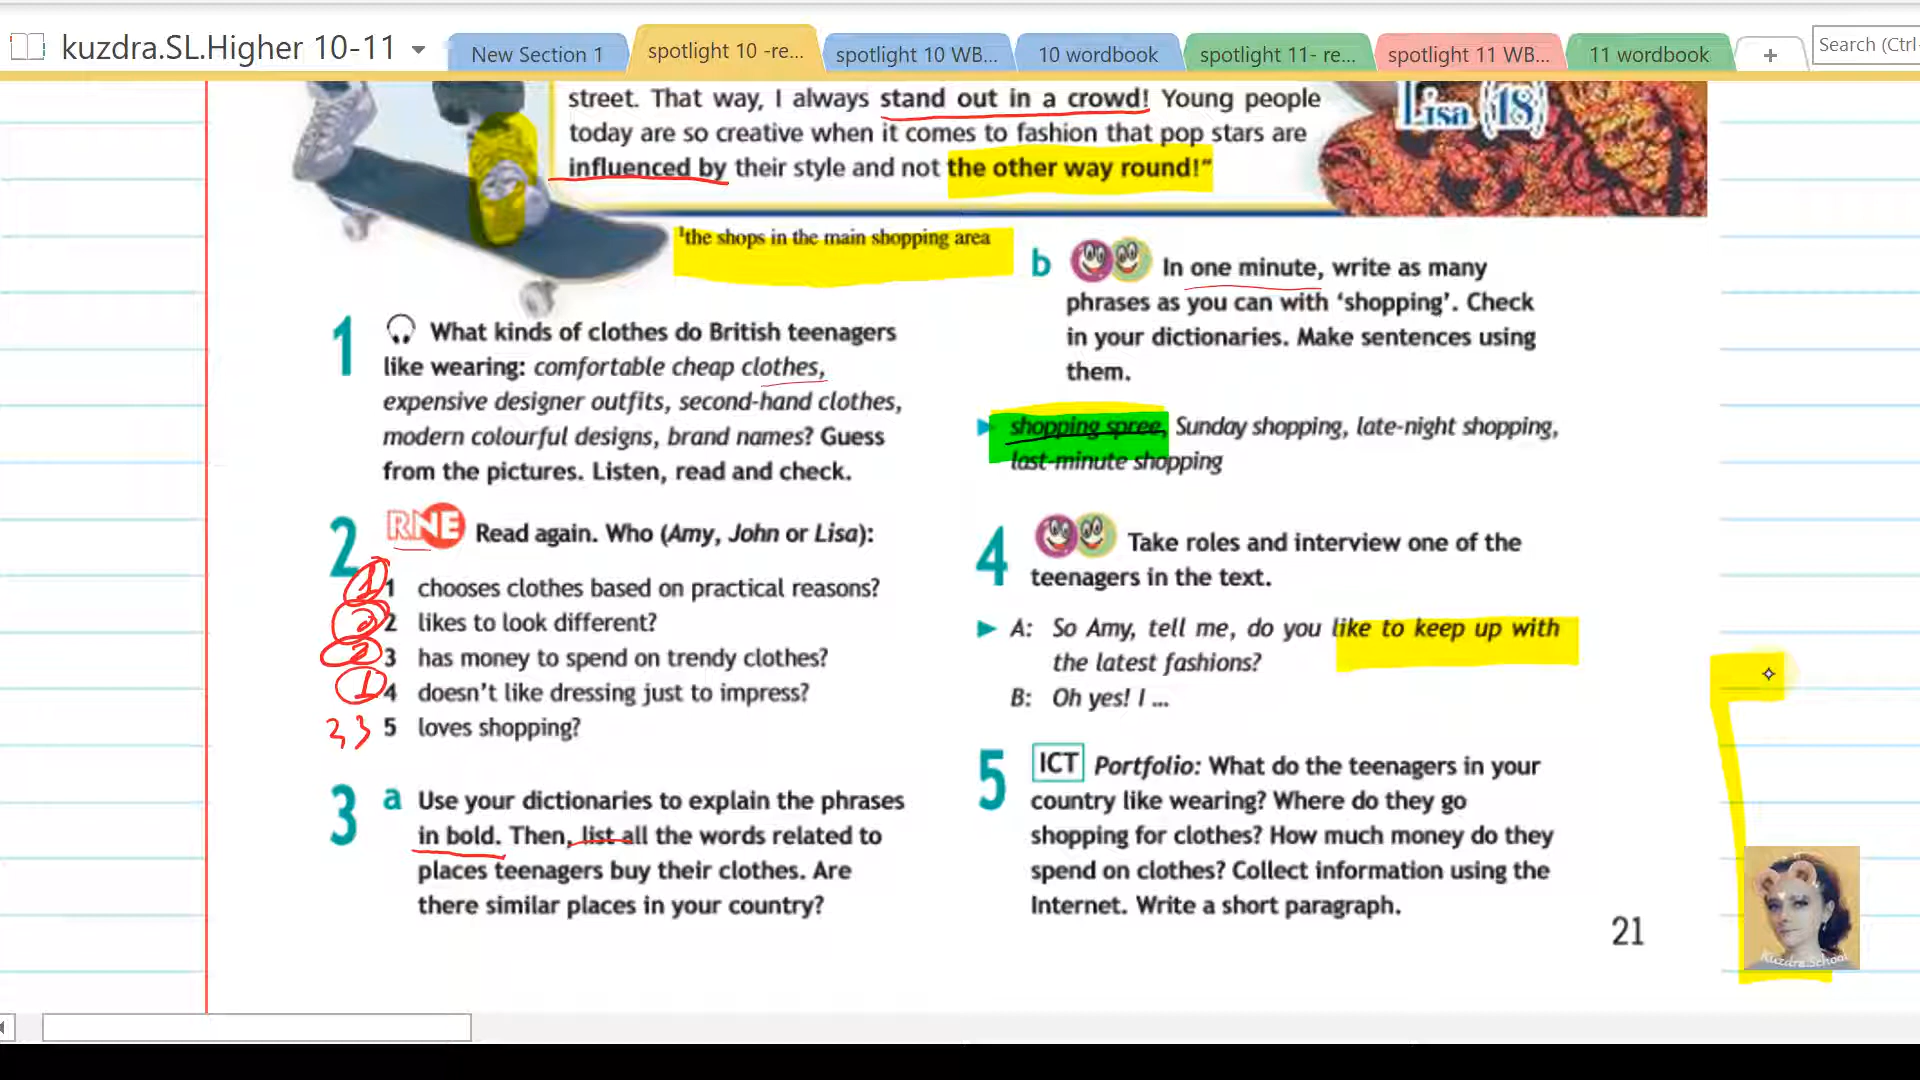 kuzdra.SL.Higher 10-11
New Section 1
spotlight 10 -re...
spotlight 10 WB...
10 wordbook
spotlight 11- re...
spotlight 11 WB...
11 wordbook
+
Search (Ctrl
street. That way, I always stand out in a crowd! Young people
today are so creative when it comes to fashion that pop stars are
influenced by their style and not the other way round!"
Lisa (18)
1the shops in the main shopping area
1 What kinds of clothes do British teenagers
like wearing: comfortable cheap clothes,
expensive designer outfits, second-hand clothes,
modern colourful designs, brand names? Guess
from the pictures. Listen, read and check.
2 RNE Read again. Who (Amy, John or Lisa):
1 1 chooses clothes based on practical reasons?
2 2 likes to look different?
2 3 has money to spend on trendy clothes?
1 4 doesn't like dressing just to impress?
2, 3 5 loves shopping?
3 a Use your dictionaries to explain the phrases
in bold. Then, list all the words related to
places teenagers buy their clothes. Are
there similar places in your country?
b In one minute, write as many
phrases as you can with 'shopping'. Check
in your dictionaries. Make sentences using
them.
shopping spree, Sunday shopping, late-night shopping,
last-minute shopping
4 Take roles and interview one of the
teenagers in the text.
A: So Amy, tell me, do you like to keep up with
the latest fashions?
B: Oh yes! I ...
5 ICT Portfolio: What do the teenagers in your
country like wearing? Where do they go
shopping for clothes? How much money do they
spend on clothes? Collect information using the
Internet. Write a short paragraph.
21
Kuzdra.School